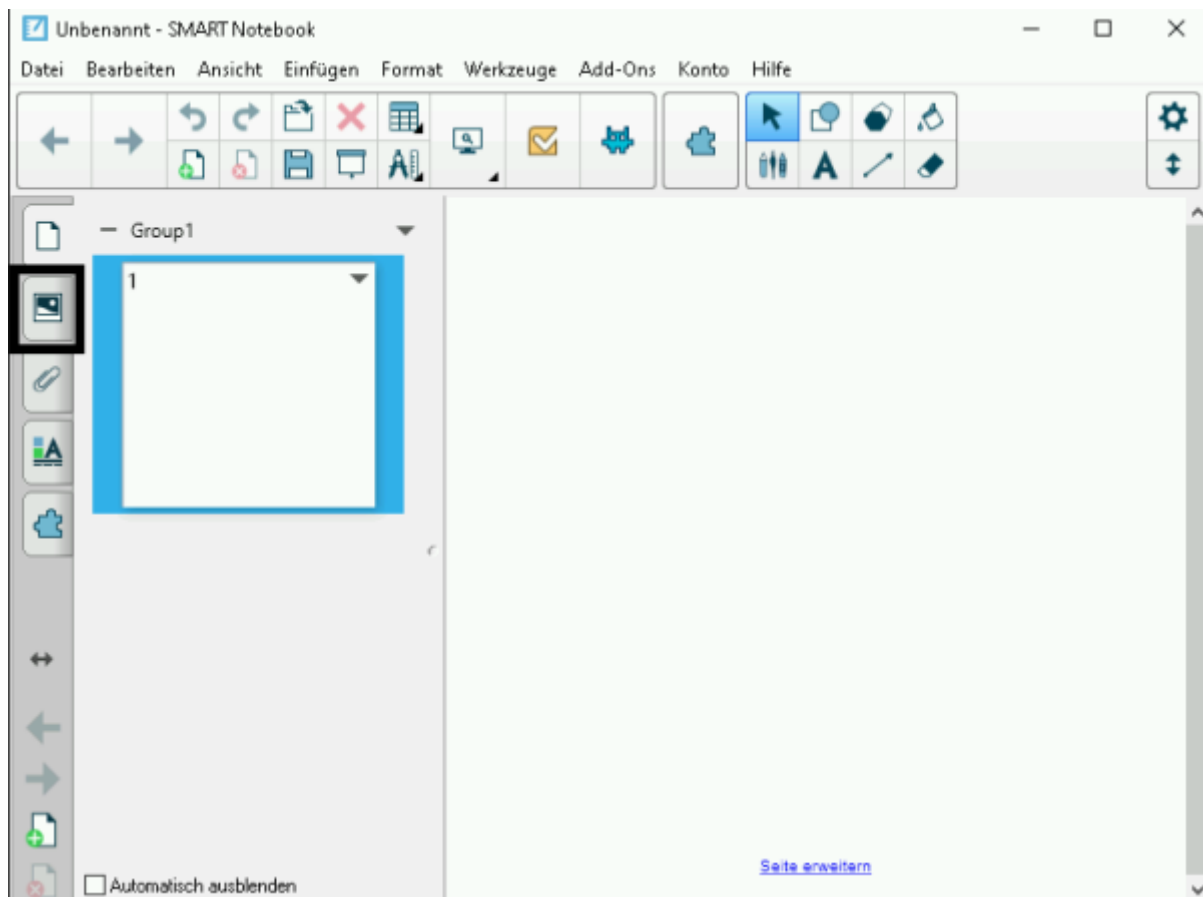 Unbenannt - SMART Notebook
Datei Bearbeiten Ansicht Einfügen Format Werkzeuge Add-Ons Konto Hilfe
Group1
1
Seite erweitern
Automatisch ausblenden